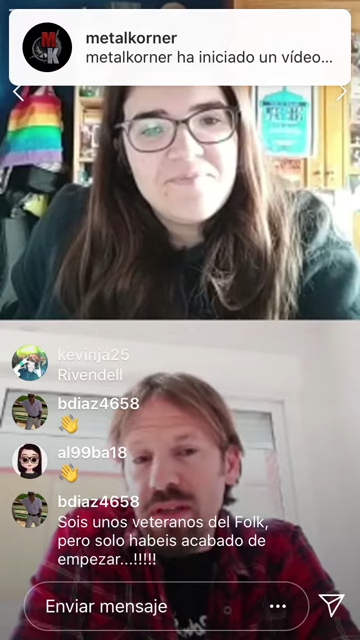 MK
metalkorner
metalkorner ha iniciado un vídeo...
kevinja25
Rivendell
bdiaz4658
👋
al99ba18
👋
bdiaz4658
Sois unos veteranos del Folk,
pero solo habeis acabado de
empezar...!!!!!
Enviar mensaje